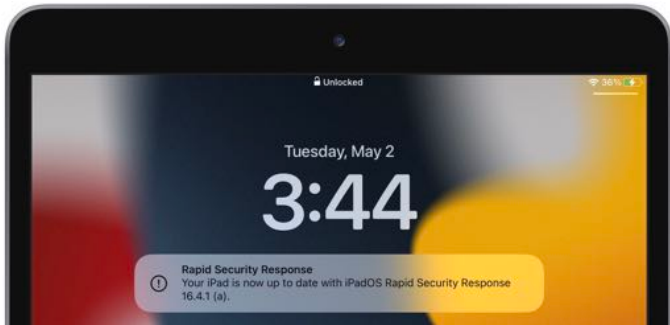 Unlocked
36%
Tuesday, May 2
3:44
Rapid Security Response
Your iPad is now up to date with iPadOS Rapid Security Response
16.4.1 (a).